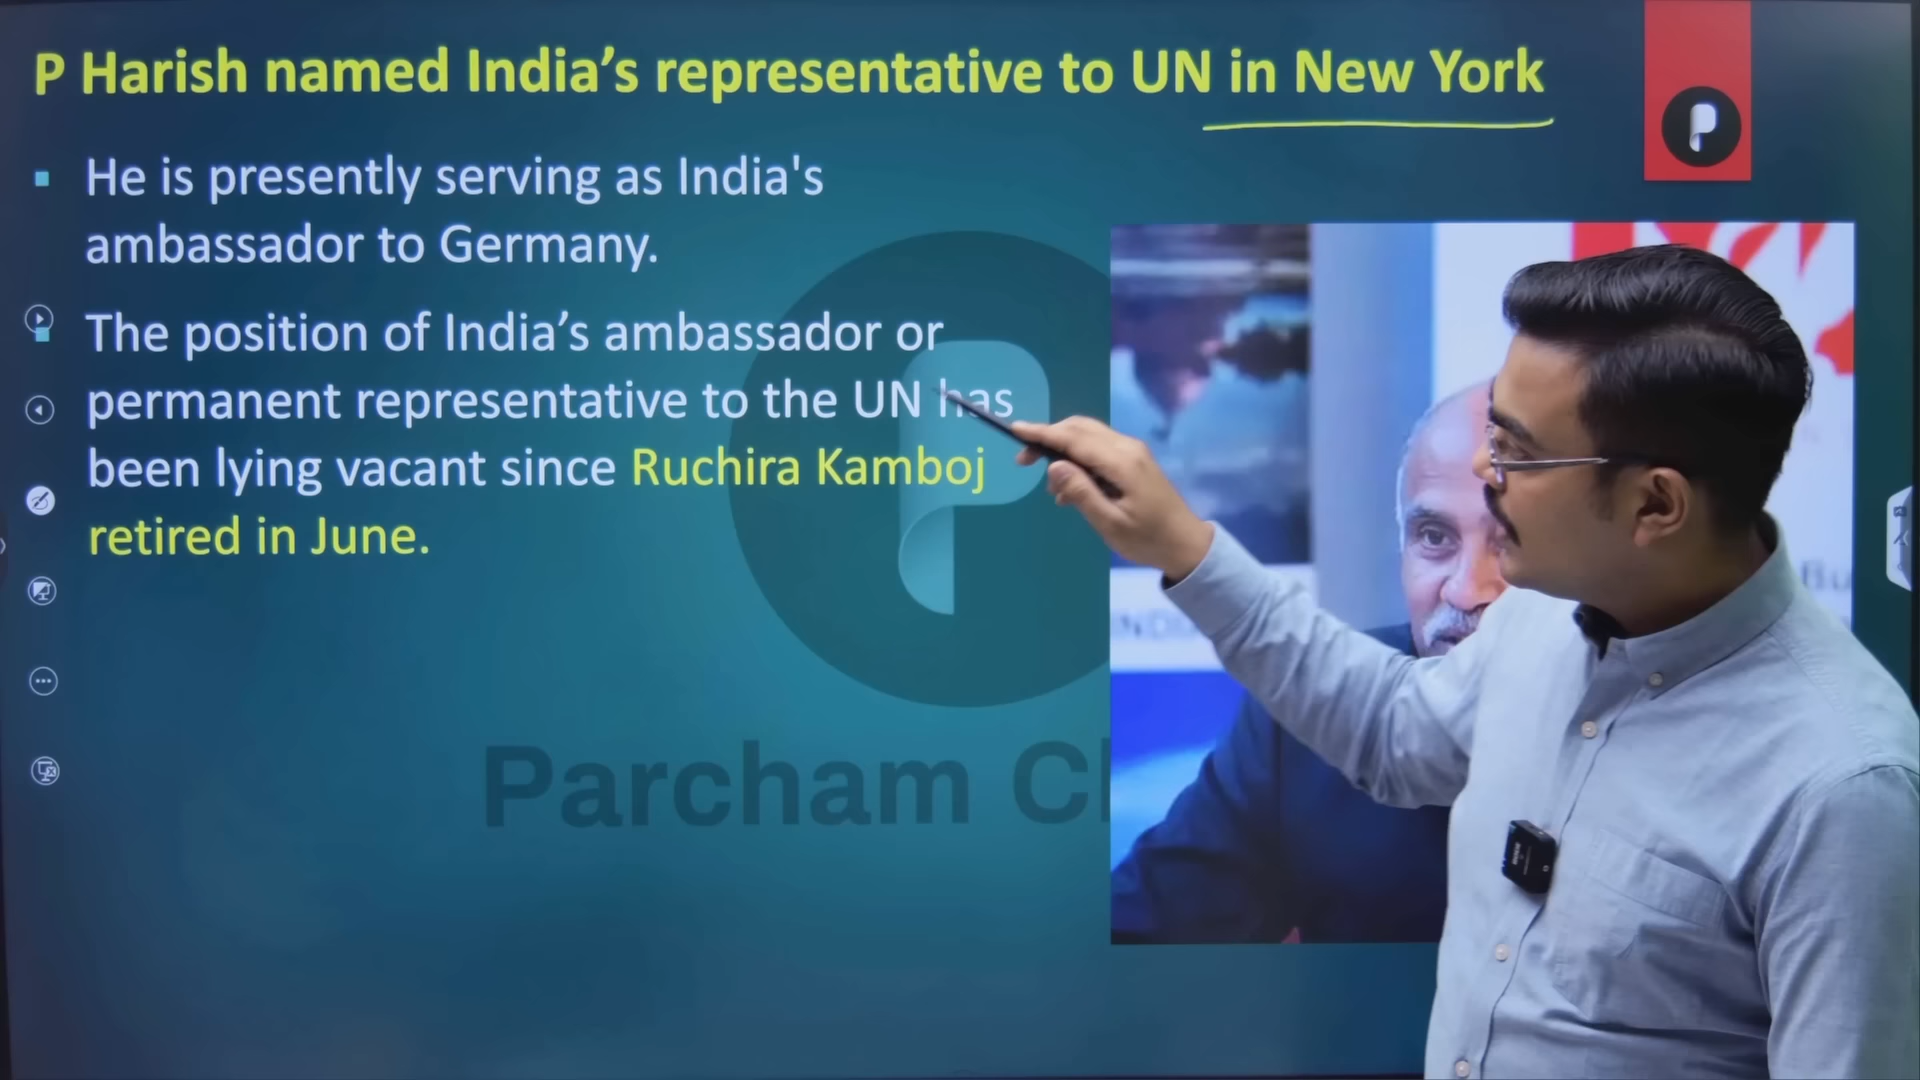 P Harish named India’s representative to UN in New York
He is presently serving as India's
ambassador to Germany.
The position of India’s ambassador or
permanent representative to the UN has
been lying vacant since Ruchira Kamboj
retired in June.
Parcham